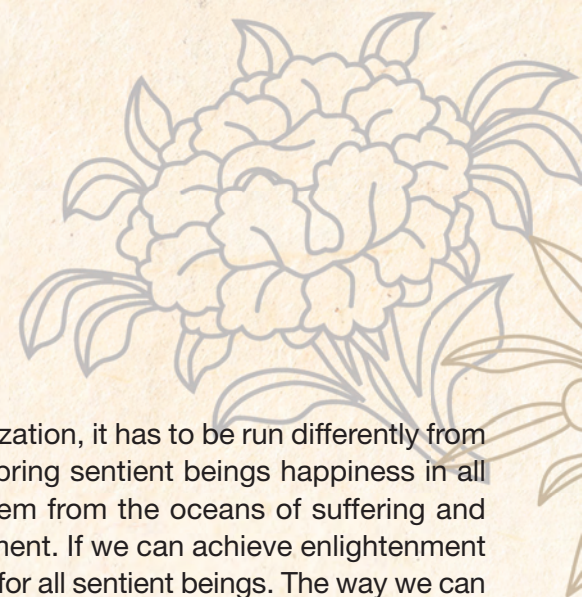 zation, it has to be run differently from
bring sentient beings happiness in all
em from the oceans of suffering and
ment. If we can achieve enlightenment
for all sentient beings. The way we can